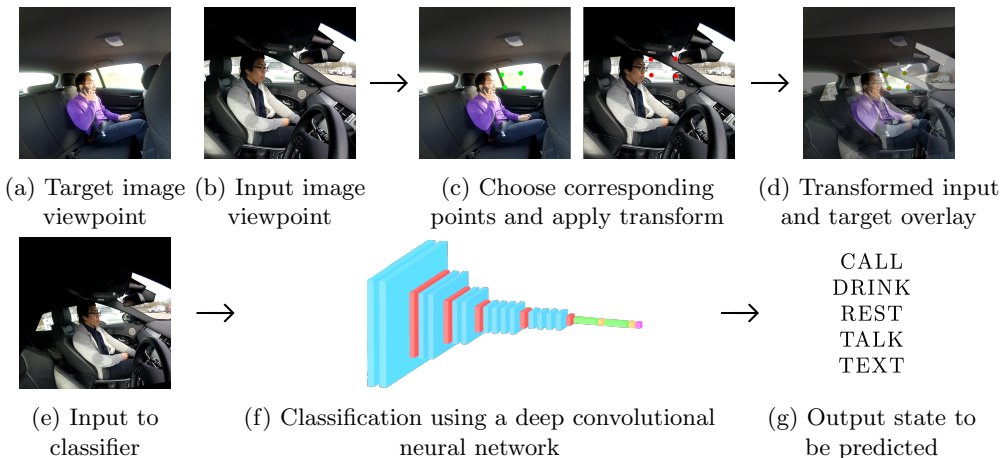 (a) Target image viewpoint
(b) Input image viewpoint
(c) Choose corresponding points and apply transform
(d) Transformed input and target overlay
(e) Input to classifier
(f) Classification using a deep convolutional neural network
CALL
DRINK
REST
TALK
TEXT
(g) Output state to be predicted